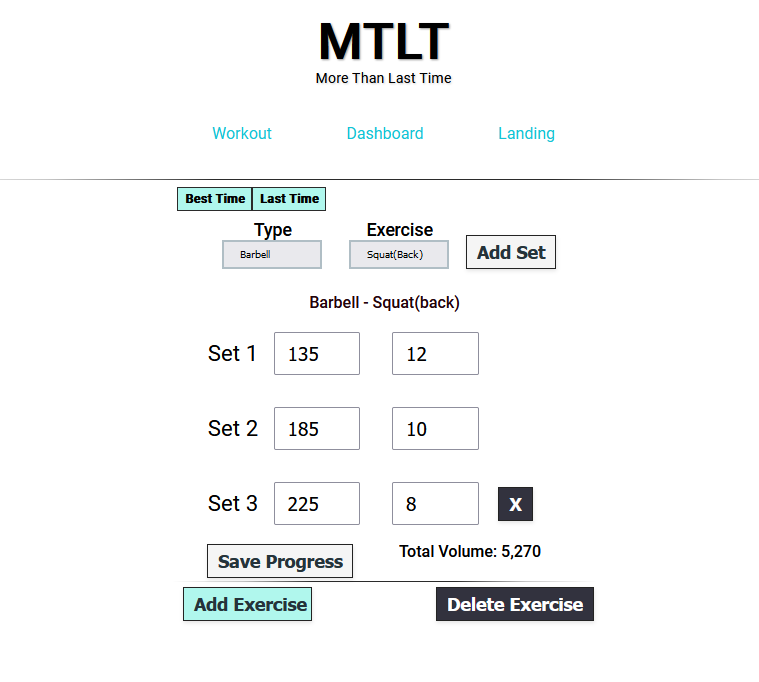 MTLT
More Than Last Time
Workout Dashboard Landing
Best Time Last Time
Type Exercise
Barbell Squat(Back) Add Set
Barbell - Squat(back)
Set 1 135 12
Set 2 185 10
Set 3 225 8 X
Save Progress Total Volume: 5,270
Add Exercise Delete Exercise